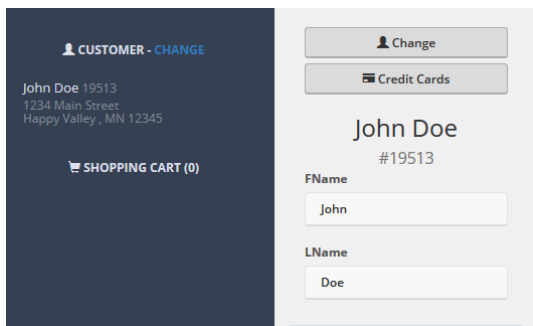 CUSTOMER - CHANGE
John Doe 19513
1234 Main Street
Happy Valley , MN 12345
SHOPPING CART (0)
Change
Credit Cards
John Doe
#19513
FName
John
LName
Doe